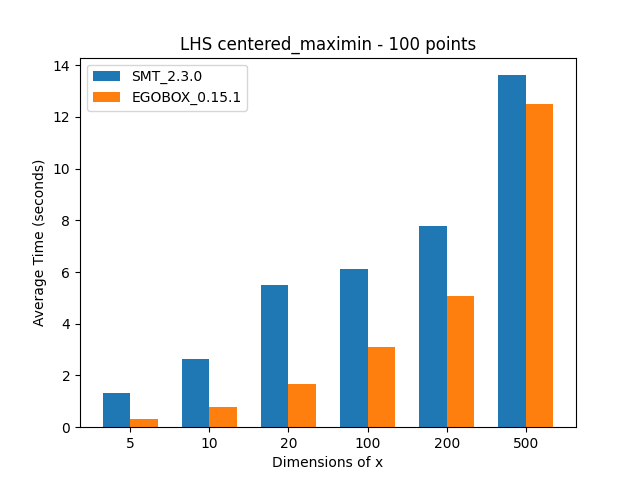 LHS centered_maximin - 100 points
SMT_2.3.0
EGOBOX_0.15.1
Average Time (seconds)
14
12
10
8
6
4
2
0
5 10 20 100 200 500
Dimensions of x